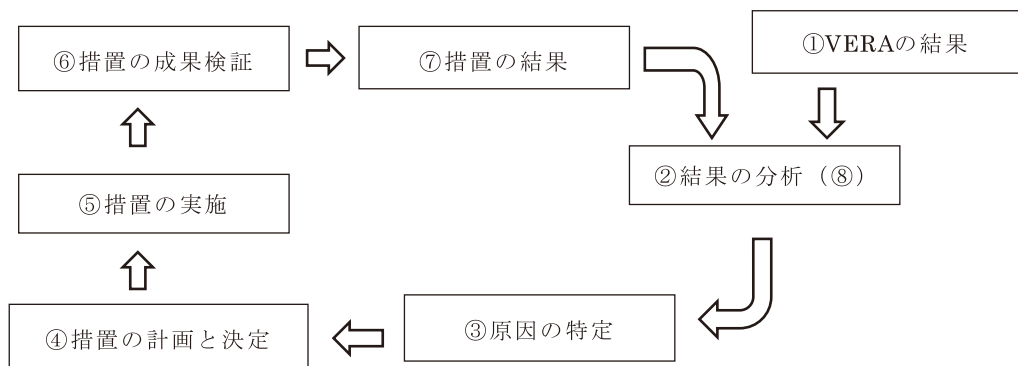 ①VERAの結果
②結果の分析（⑧）
③原因の特定
④措置の計画と決定
⑤措置の実施
⑥措置の成果検証
⑦措置の結果